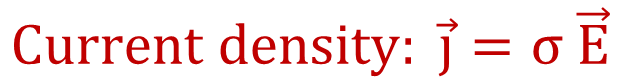 Current density: j⃗ = σ E⃗